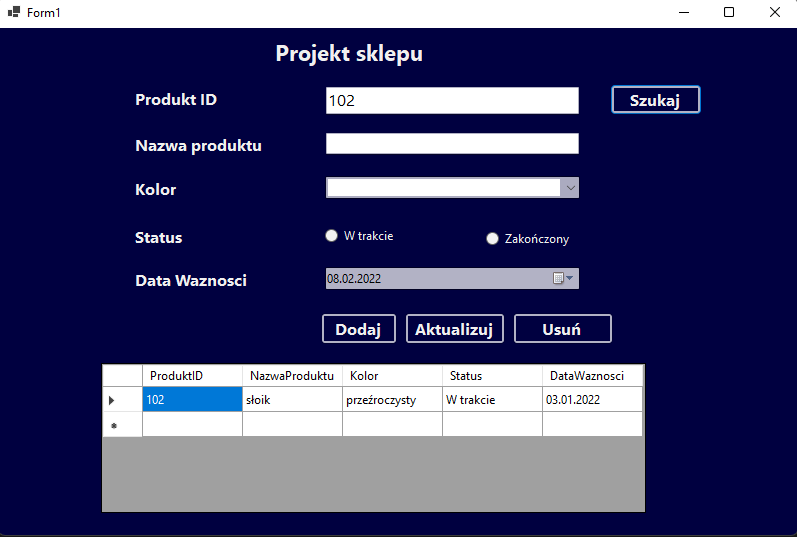 Form1
Projekt sklepu
Produkt ID 102 Szukaj
Nazwa produktu
Kolor
Status W trakcie Zakończony
Data Waznosci 08.02.2022
Dodaj Aktualizuj Usuń
ProduktID NazwaProduktu Kolor Status DataWaznosci
102 słoik przeźroczysty W trakcie 03.01.2022